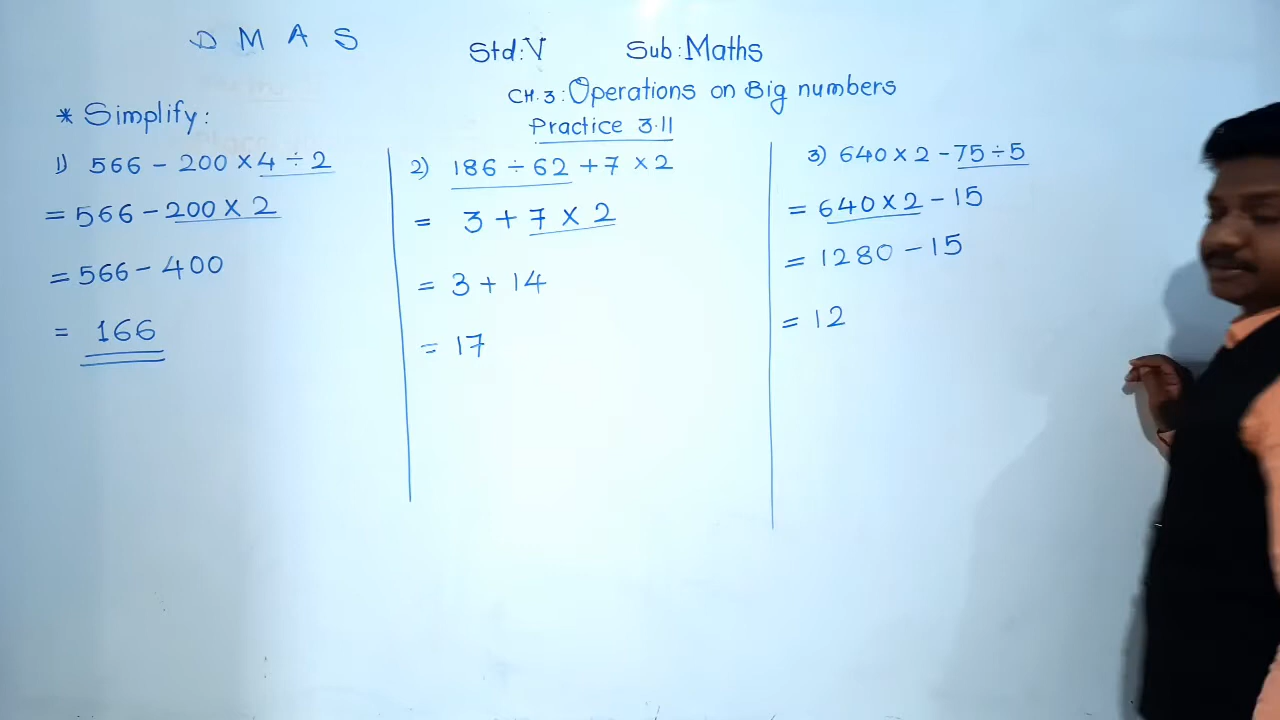 D M A S
Std:V Sub:Maths
CH.3:Operations on Big numbers
Practice 3.11
* Simplify:
1) 566 - 200 × 4 ÷ 2
= 566 - 200 × 2
= 566 - 400
= 166
2) 186 ÷ 62 + 7 × 2
= 3 + 7 × 2
= 3 + 14
= 17
3) 640 × 2 - 75 ÷ 5
= 640 × 2 - 15
= 1280 - 15
= 12